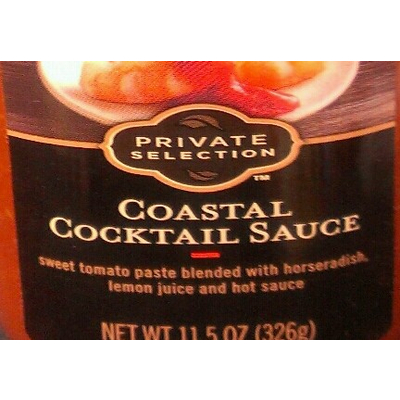 PRIVATE
SELECTION
TM
COASTAL
COCKTAIL SAUCE
sweet tomato paste blended with horseradish,
lemon juice and hot sauce
NET WT 11.5 OZ (326g)